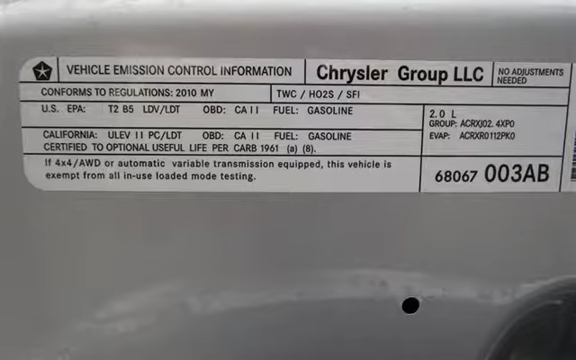 VEHICLE EMISSION CONTROL INFORMATION
Chrysler Group LLC
NO ADJUSTMENTS
NEEDED
CONFORMS TO REGULATIONS: 2010 MY
TWC / HO2S / SFI
U.S. EPA: T2 B5 LDV/LDT OBD: CA II FUEL: GASOLINE
2.0 L
GROUP: ACRXJ02.4XP0
EVAP: ACRXR0112PK0
CALIFORNIA: ULEV II PC/LDT OBD: CA II FUEL: GASOLINE
CERTIFIED TO OPTIONAL USEFUL LIFE PER CARB 1961 (a) (8).
If 4x4/AWD or automatic variable transmission equipped, this vehicle is
exempt from all in-use loaded mode testing.
68067 003AB